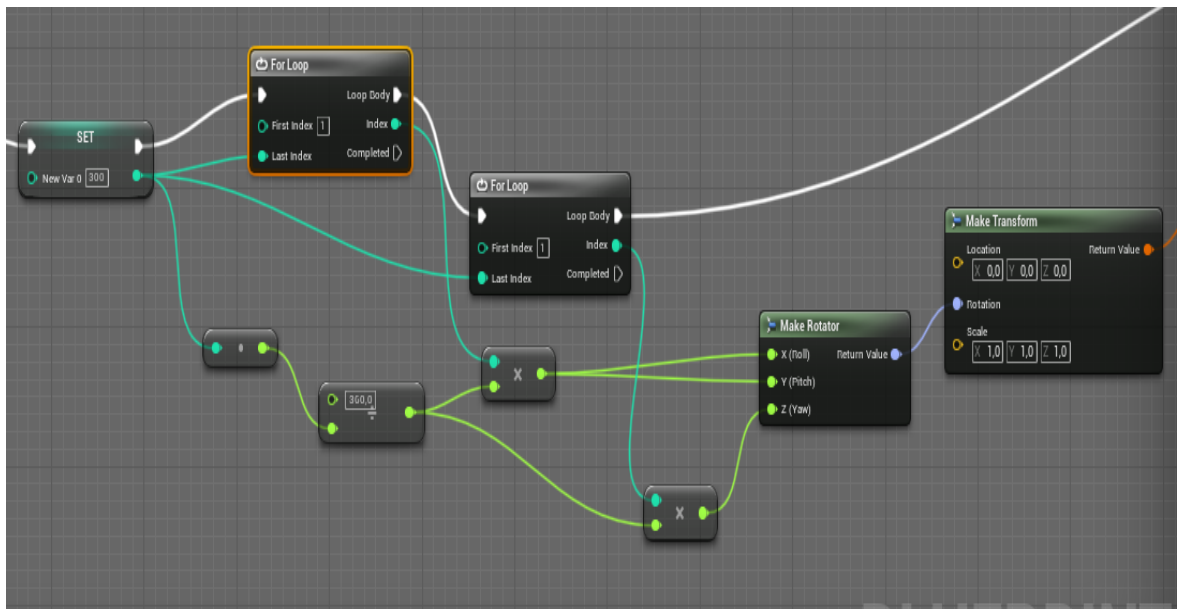 SET
New Var 0 300
For Loop
Loop Body
First Index 1
Index
Last Index
Completed
For Loop
Loop Body
First Index 1
Index
Last Index
Completed
360,0
÷
×
×
Make Rotator
X (Roll)
Return Value
Y (Pitch)
Z (Yaw)
Make Transform
Location
Return Value
X 0,0 Y 0,0 Z 0,0
Rotation
Scale
X 1,0 Y 1,0 Z 1,0